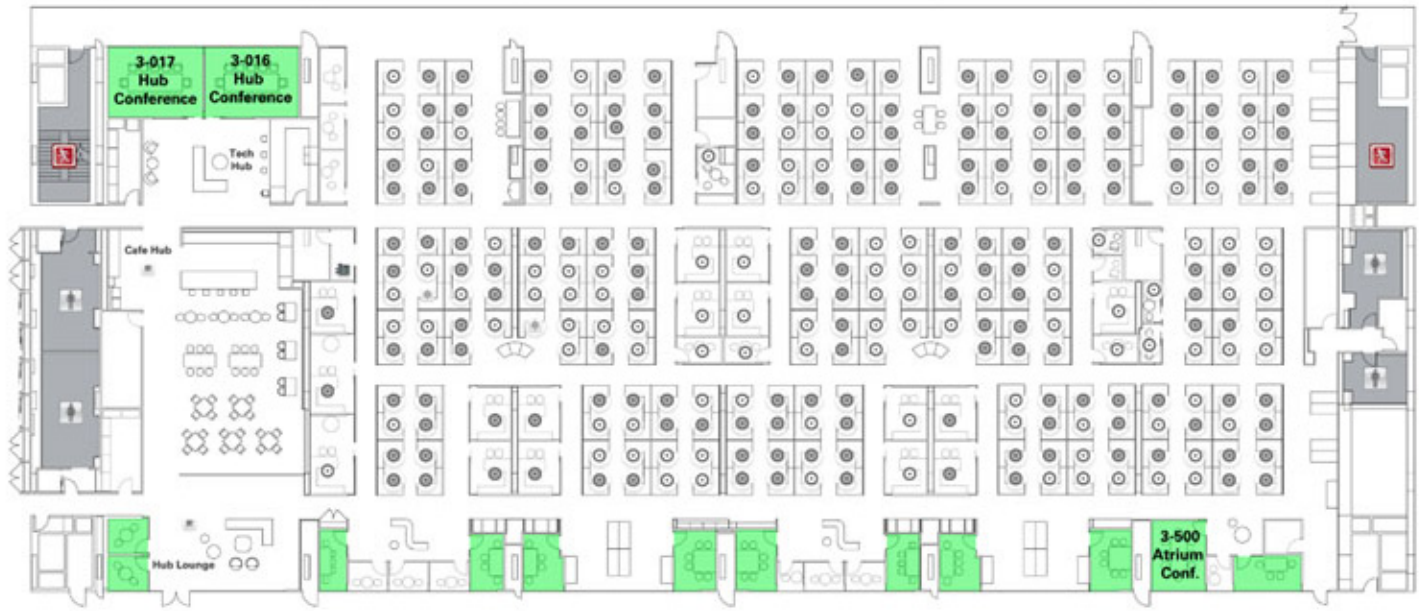 3-017
Hub
Conference
3-016
Hub
Conference
Tech
Hub
Cafe Hub
Hub Lounge
3-500
Atrium
Conf.